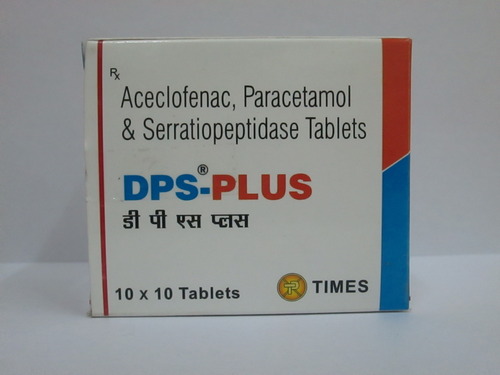 Rx
Aceclofenac, Paracetamol
& Serratiopeptidase Tablets
DPS®-PLUS
डी पी एस प्लस
10 x 10 Tablets
TIMES